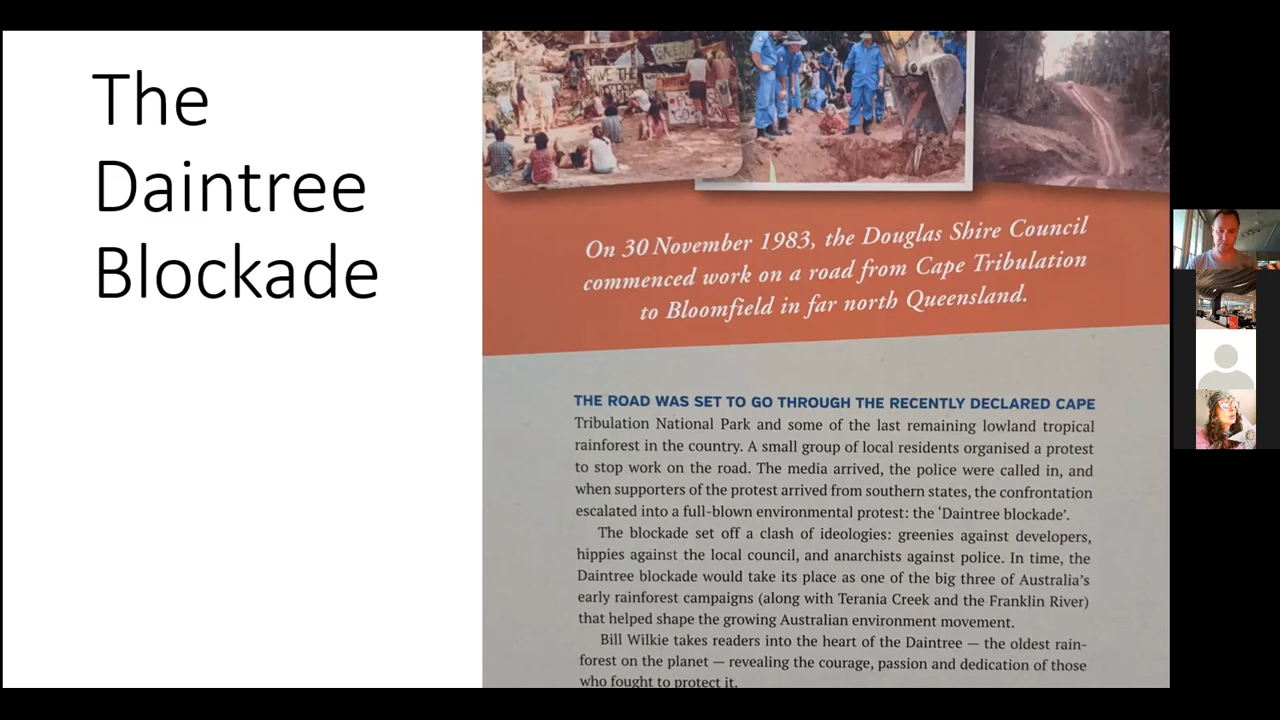 The
Daintree
Blockade
SAVE THE
On 30 November 1983, the Douglas Shire Council
commenced work on a road from Cape Tribulation
to Bloomfield in far north Queensland.
THE ROAD WAS SET TO GO THROUGH THE RECENTLY DECLARED CAPE
Tribulation National Park and some of the last remaining lowland tropical
rainforest in the country. A small group of local residents organised a protest
to stop work on the road. The media arrived, the police were called in, and
when supporters of the protest arrived from southern states, the confrontation
escalated into a full-blown environmental protest: the ‘Daintree blockade’.
The blockade set off a clash of ideologies: greenies against developers,
hippies against the local council, and anarchists against police. In time, the
Daintree blockade would take its place as one of the big three of Australia’s
early rainforest campaigns (along with Terania Creek and the Franklin River)
that helped shape the growing Australian environment movement.
Bill Wilkie takes readers into the heart of the Daintree — the oldest rain-
forest on the planet — revealing the courage, passion and dedication of those
who fought to protect it.